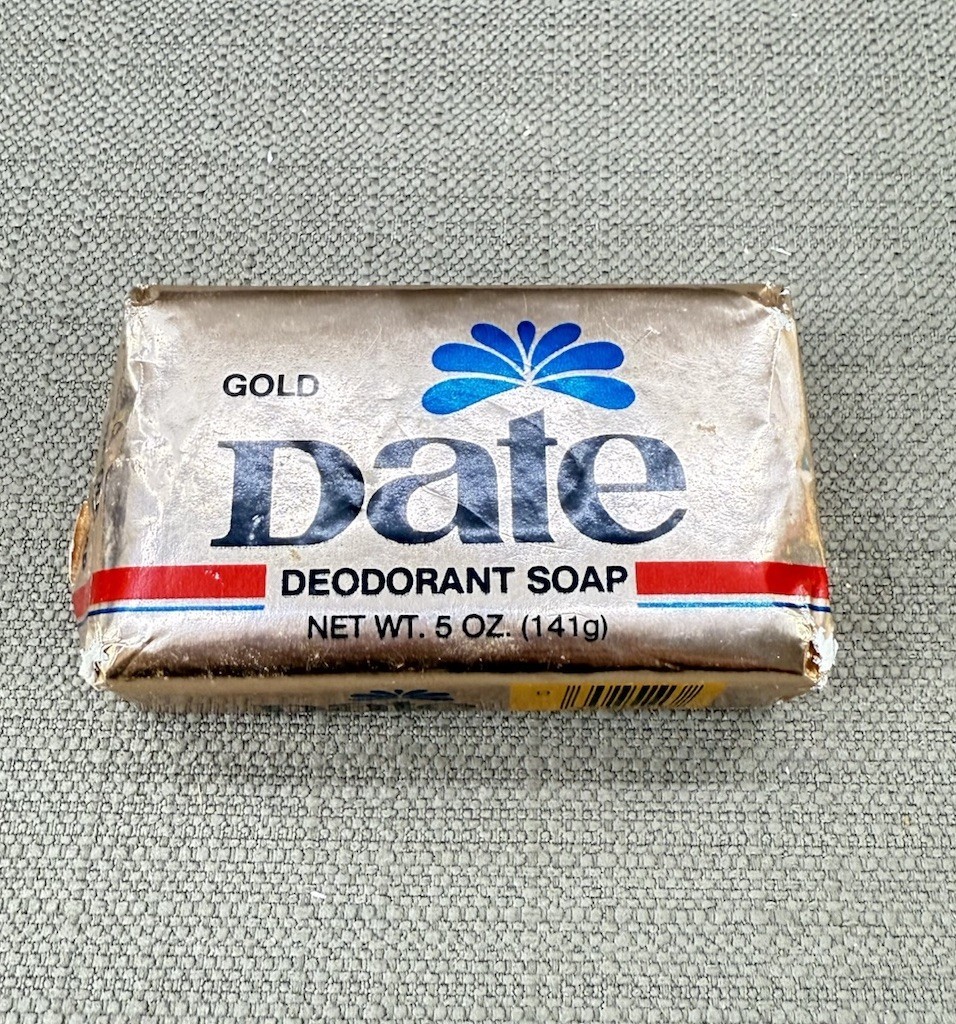 GOLD
Date
DEODORANT SOAP
NET WT. 5 OZ. (141g)